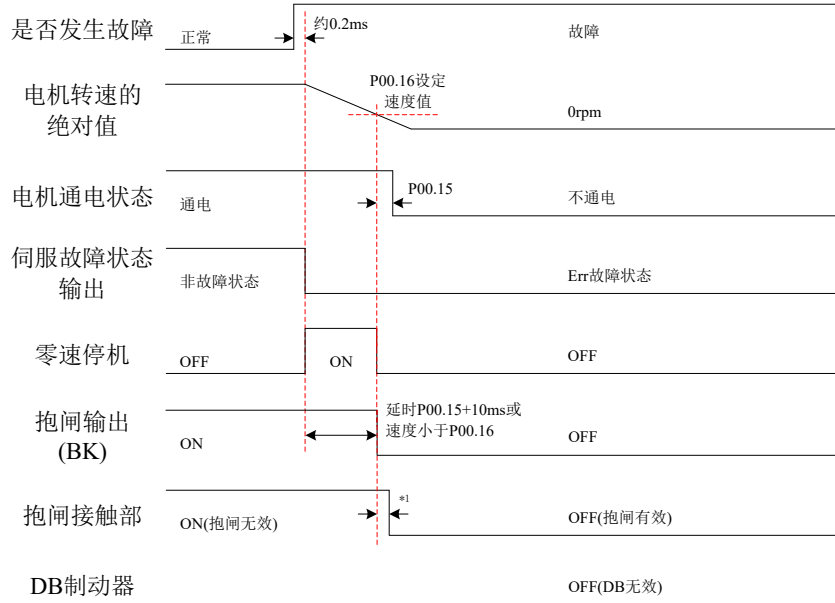 是否发生故障
正常
约0.2ms
故障
电机转速的
绝对值
P00.16设定
速度值
0rpm
电机通电状态
通电
P00.15
不通电
伺服故障状态
输出
非故障状态
Err故障状态
零速停机
OFF
ON
OFF
抱闸输出
(BK)
ON
延时P00.15+10ms或
速度小于P00.16
OFF
抱闸接触部
ON(抱闸无效)
*1
OFF(抱闸有效)
DB制动器
OFF(DB无效)